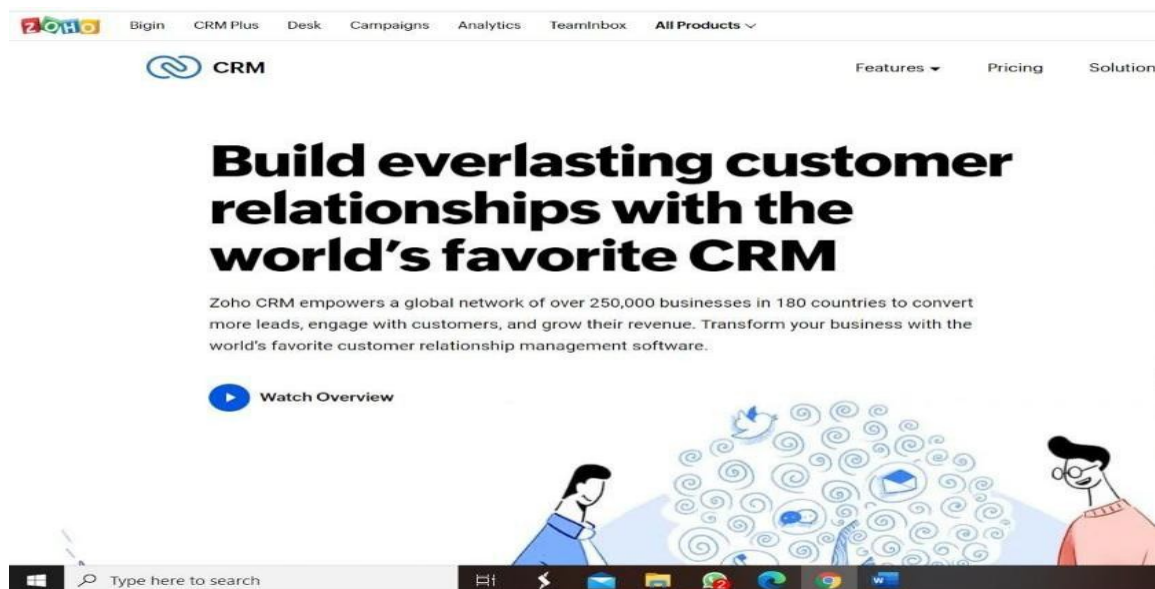 ZOHO Bigin CRM Plus Desk Campaigns Analytics TeamInbox All Products
CRM Features Pricing Solution
Build everlasting customer
relationships with the
world's favorite CRM
Zoho CRM empowers a global network of over 250,000 businesses in 180 countries to convert
more leads, engage with customers, and grow their revenue. Transform your business with the
world's favorite customer relationship management software.
Watch Overview
Type here to search 2 W